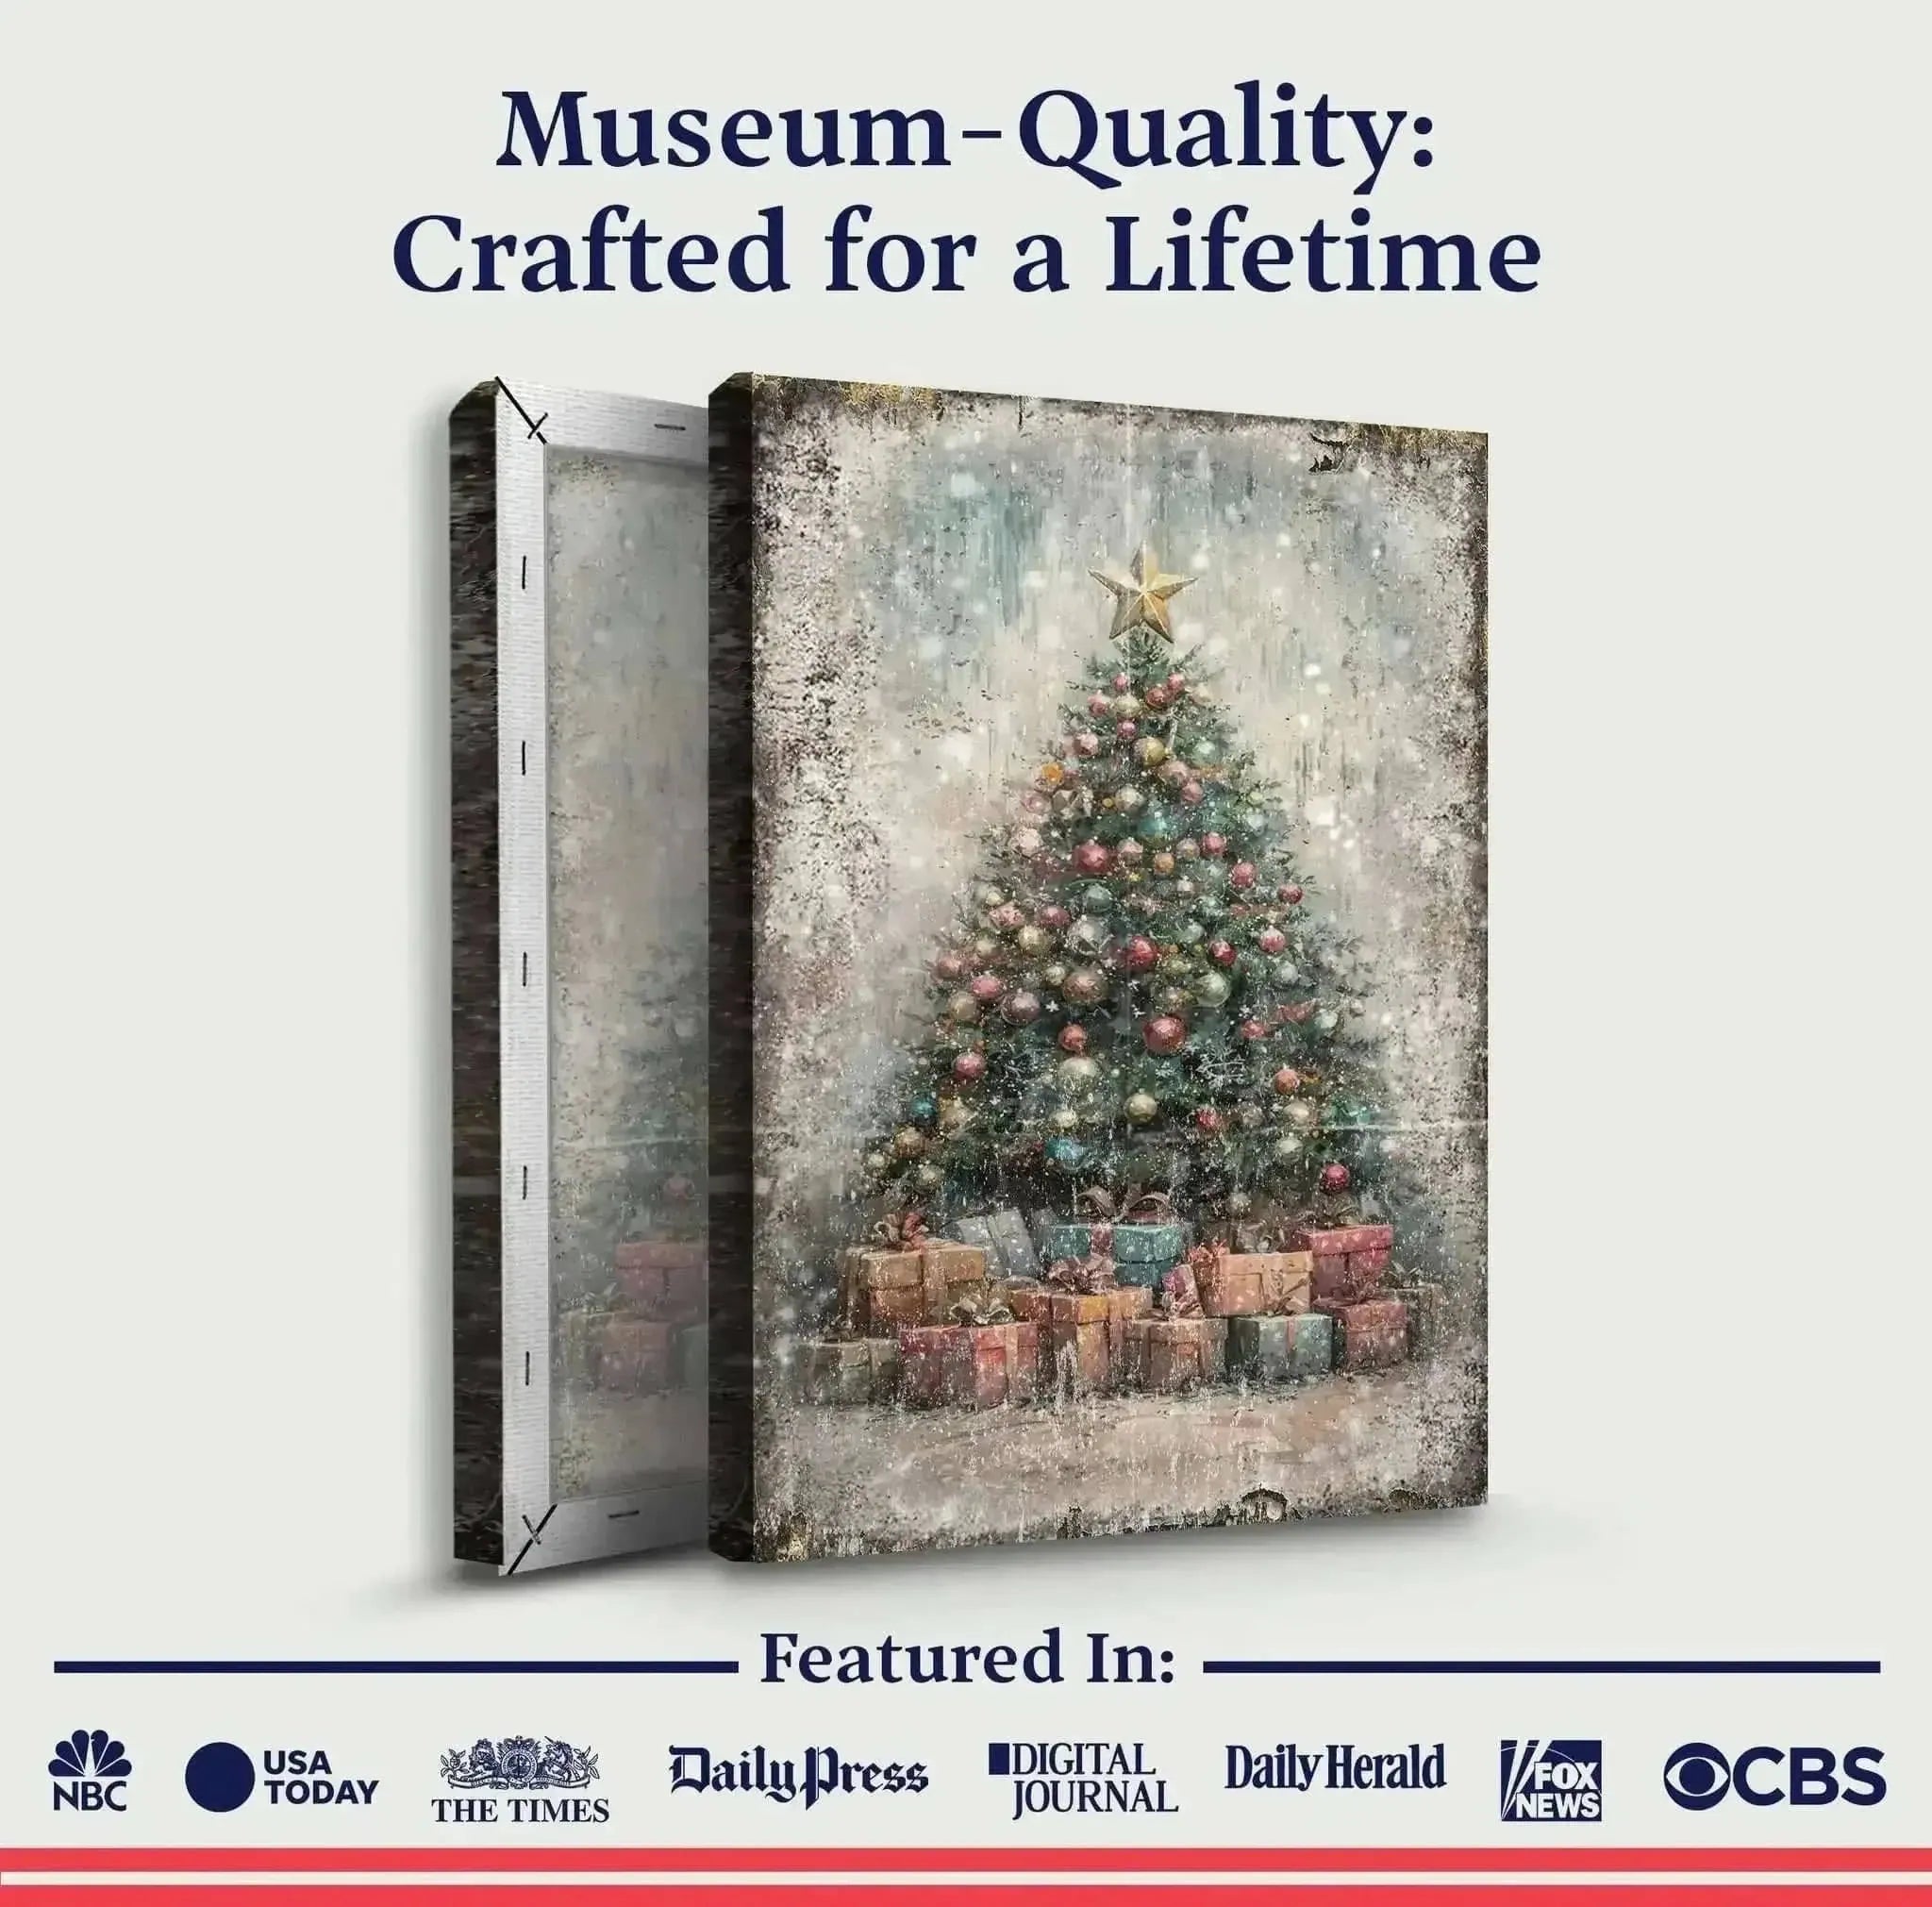 Museum-Quality:
Crafted for a Lifetime
Featured In:
NBC
USA
TODAY
THE TIMES
Daily Press
DIGITAL
JOURNAL
Daily Herald
FOX
NEWS
CBS